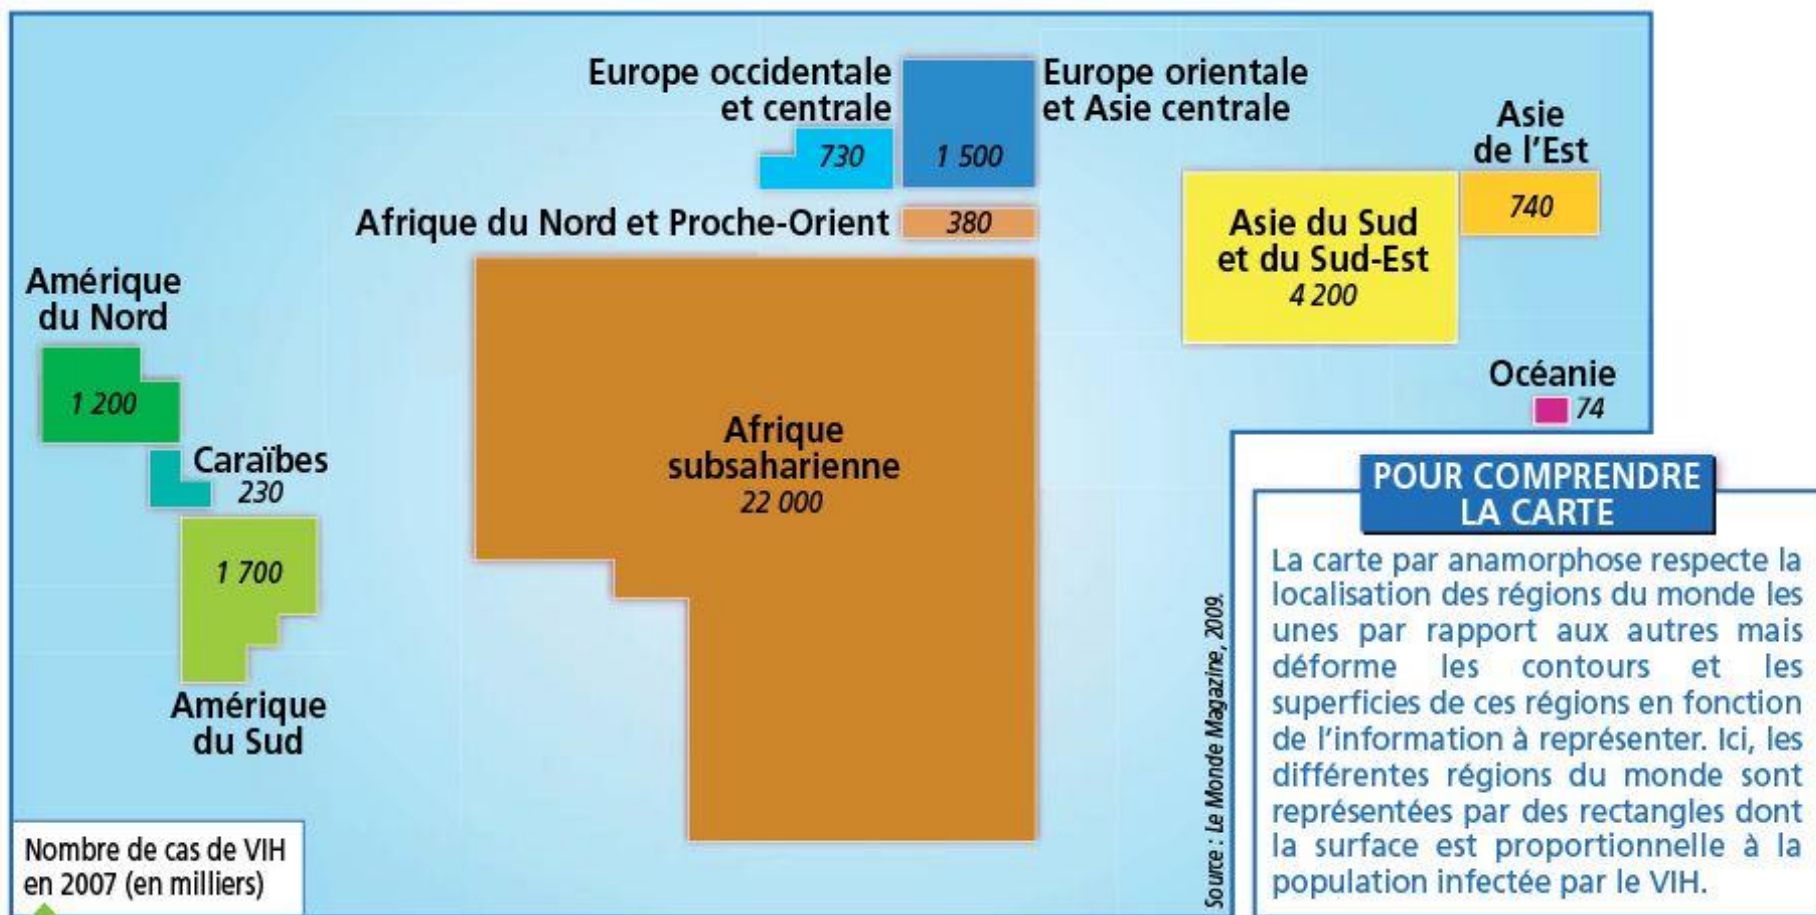 Europe occidentale
et centrale
730
1 500
Europe orientale
et Asie centrale
Asie
de l'Est
740
Asie du Sud
et du Sud-Est
4 200
Afrique du Nord et Proche-Orient
380
Amérique
du Nord
1 200
Caraïbes
230
1 700
Amérique
du Sud
Afrique
subsaharienne
22 000
Océanie
74
Nombre de cas de VIH
en 2007 (en milliers)
Source : Le Monde Magazine, 2009.
POUR COMPRENDRE
LA CARTE
La carte par anamorphose respecte la
localisation des régions du monde les
unes par rapport aux autres mais
déforme les contours et les
superficies de ces régions en fonction
de l'information à représenter. Ici, les
différentes régions du monde sont
représentées par des rectangles dont
la surface est proportionnelle à la
population infectée par le VIH.